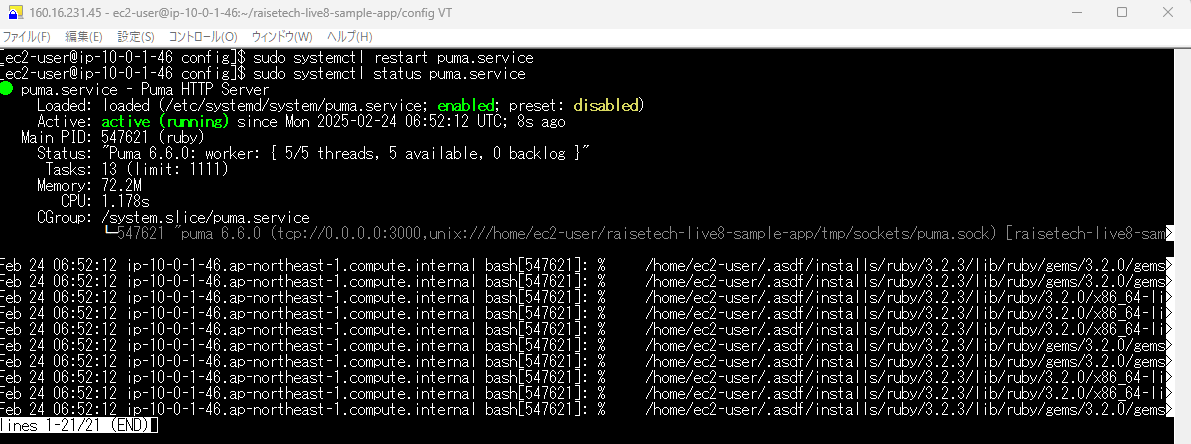 160.16.231.45 - ec2-user@ip-10-0-1-46:~/raisetech-live8-sample-app/config VT
ファイル(F) 編集(E) 設定(S) コントロール(O) ウィンドウ(W) ヘルプ(H)
[ec2-user@ip-10-0-1-46 config]$ sudo systemctl restart puma.service
[ec2-user@ip-10-0-1-46 config]$ sudo systemctl status puma.service
● puma.service - Puma HTTP Server
Loaded: loaded (/etc/systemd/system/puma.service; enabled; preset: disabled)
Active: active (running) since Mon 2025-02-24 06:52:12 UTC; 8s ago
Main PID: 547621 (ruby)
Status: "Puma 6.6.0: worker: { 5/5 threads, 5 available, 0 backlog }"
Tasks: 13 (limit: 1111)
Memory: 72.2M
CPU: 1.178s
CGroup: /system.slice/puma.service
└─547621 "puma 6.6.0 (tcp://0.0.0.0:3000,unix:///home/ec2-user/raisetech-live8-sample-app/tmp/sockets/puma.sock) [raisetech-live8-sam>
Feb 24 06:52:12 ip-10-0-1-46.ap-northeast-1.compute.internal bash[547621]: % /home/ec2-user/.asdf/installs/ruby/3.2.3/lib/ruby/gems/3.2.0/gems>
Feb 24 06:52:12 ip-10-0-1-46.ap-northeast-1.compute.internal bash[547621]: % /home/ec2-user/.asdf/installs/ruby/3.2.3/lib/ruby/gems/3.2.0/gems>
Feb 24 06:52:12 ip-10-0-1-46.ap-northeast-1.compute.internal bash[547621]: % /home/ec2-user/.asdf/installs/ruby/3.2.3/lib/ruby/3.2.0/x86_64-li>
Feb 24 06:52:12 ip-10-0-1-46.ap-northeast-1.compute.internal bash[547621]: % /home/ec2-user/.asdf/installs/ruby/3.2.3/lib/ruby/3.2.0/x86_64-li>
Feb 24 06:52:12 ip-10-0-1-46.ap-northeast-1.compute.internal bash[547621]: % /home/ec2-user/.asdf/installs/ruby/3.2.3/lib/ruby/3.2.0/x86_64-li>
Feb 24 06:52:12 ip-10-0-1-46.ap-northeast-1.compute.internal bash[547621]: % /home/ec2-user/.asdf/installs/ruby/3.2.3/lib/ruby/gems/3.2.0/gems>
Feb 24 06:52:12 ip-10-0-1-46.ap-northeast-1.compute.internal bash[547621]: % /home/ec2-user/.asdf/installs/ruby/3.2.3/lib/ruby/gems/3.2.0/gems>
Feb 24 06:52:12 ip-10-0-1-46.ap-northeast-1.compute.internal bash[547621]: % /home/ec2-user/.asdf/installs/ruby/3.2.3/lib/ruby/3.2.0/x86_64-li>
Feb 24 06:52:12 ip-10-0-1-46.ap-northeast-1.compute.internal bash[547621]: % /home/ec2-user/.asdf/installs/ruby/3.2.3/lib/ruby/3.2.0/x86_64-li>
Feb 24 06:52:12 ip-10-0-1-46.ap-northeast-1.compute.internal bash[547621]: % /home/ec2-user/.asdf/installs/ruby/3.2.3/lib/ruby/gems/3.2.0/gems>
lines 1-21/21 (END)